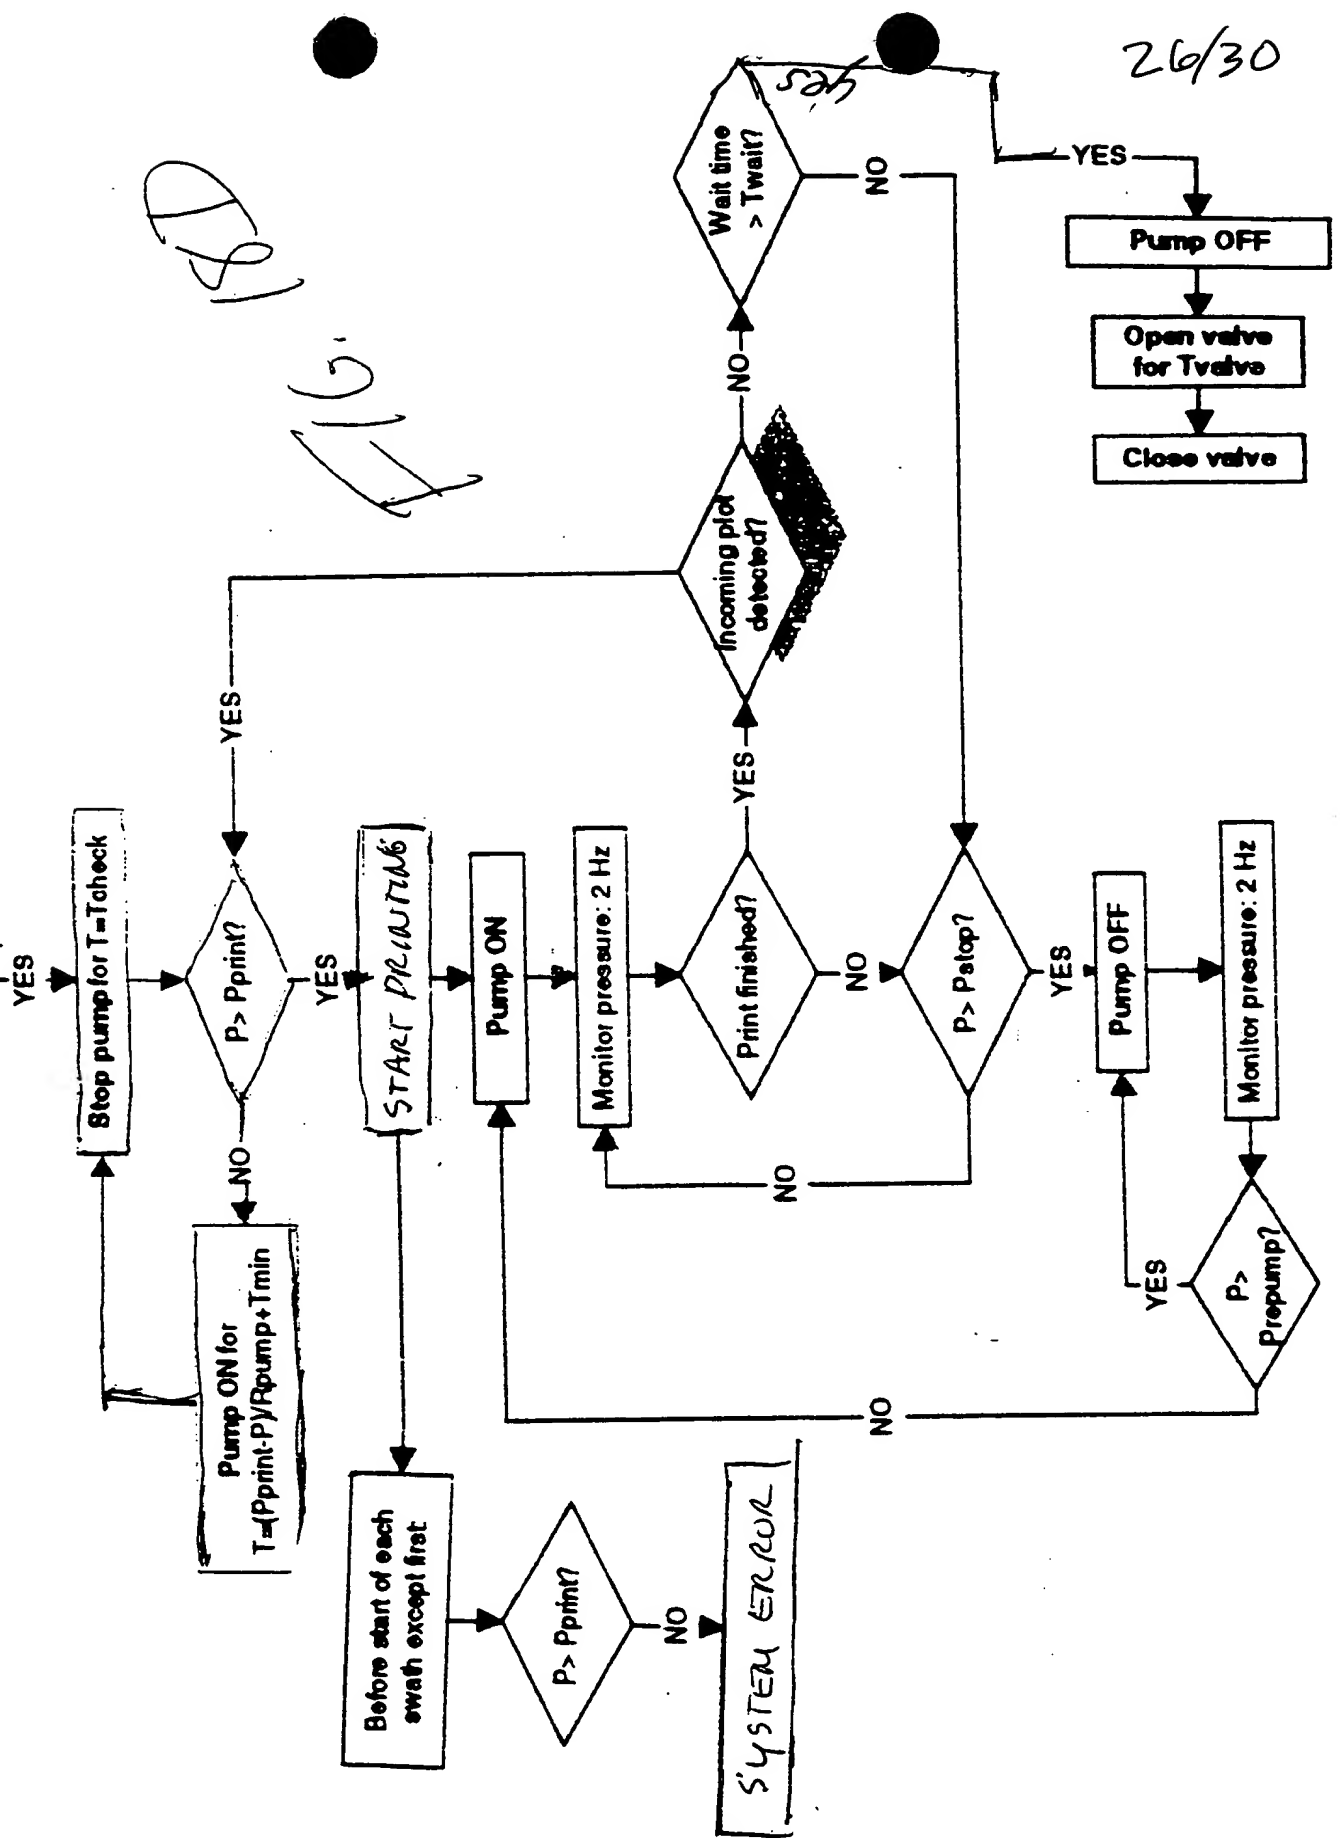 26/30
FIG. 18D
YES
Stop pump for T=Tcheck
P> Pprint?
NO
Pump ON for
T=(Pprint-P)/Rpump+Tmin
YES
START PRINTING
Before start of each
swath except first
P> Pprint?
NO
SYSTEM ERROR
Pump ON
Monitor pressure: 2 Hz
Print finished?
YES
Incoming plot
detected?
YES
NO
Wait time
> Twait?
yes
YES
Pump OFF
Open valve
for Tvalve
Close valve
NO
NO
P> Pstop?
NO
YES
Pump OFF
Monitor pressure: 2 Hz
P>
Prepump?
YES
NO